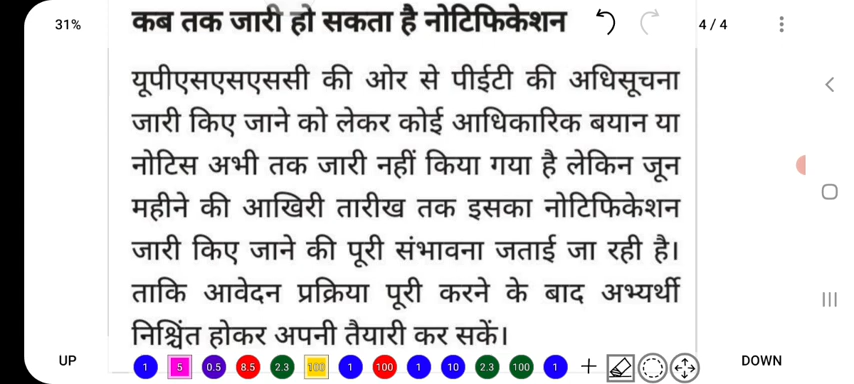 31%
कब तक जारी हो सकता है नोटिफिकेशन
4/4
यूपीएसएसएससी की ओर से पीईटी की अधिसूचना
जारी किए जाने को लेकर कोई आधिकारिक बयान या
नोटिस अभी तक जारी नहीं किया गया है लेकिन जून
महीने की आखिरी तारीख तक इसका नोटिफिकेशन
जारी किए जाने की पूरी संभावना जताई जा रही है।
ताकि आवेदन प्रक्रिया पूरी करने के बाद अभ्यर्थी
निश्चिंत होकर अपनी तैयारी कर सकें।
UP 1 5 0.5 8.5 2.3 100 1 100 1 10 2.3 100 1 + DOWN